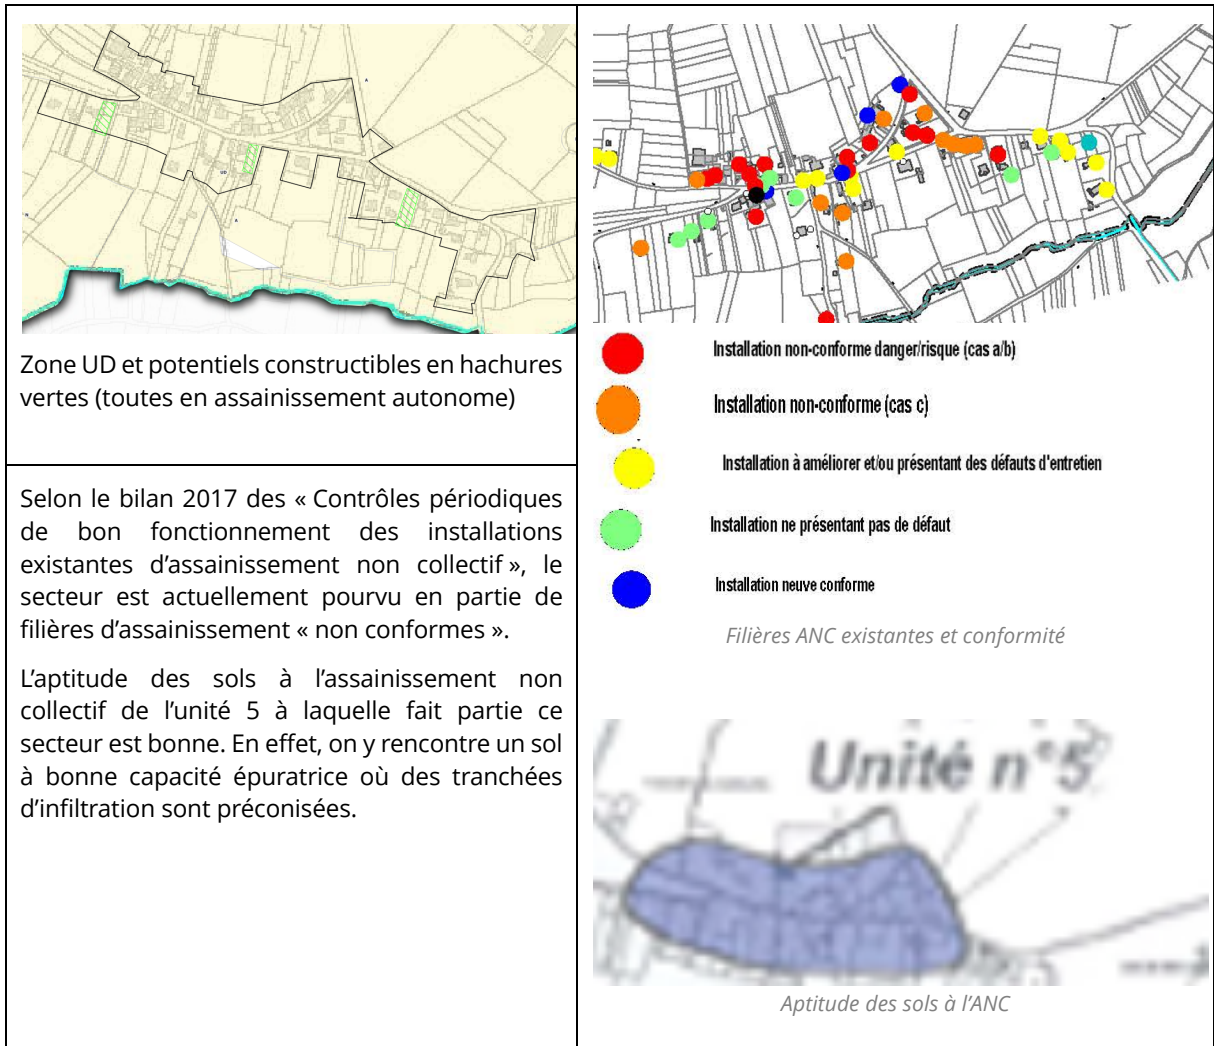 Zone UD et potentiels constructibles en hachures
vertes (toutes en assainissement autonome)
Selon le bilan 2017 des « Contrôles périodiques
de bon fonctionnement des installations
existantes d’assainissement non collectif », le
secteur est actuellement pourvu en partie de
filières d’assainissement « non conformes ».
L’aptitude des sols à l’assainissement non
collectif de l’unité 5 à laquelle fait partie ce
secteur est bonne. En effet, on y rencontre un sol
à bonne capacité épuratrice où des tranchées
d’infiltration sont préconisées.
Installation non-conforme danger/risque (cas a/b)
Installation non-conforme (cas c)
Installation à améliorer et/ou présentant des défauts d'entretien
Installation ne présentant pas de défaut
Installation neuve conforme
Filières ANC existantes et conformité
Unité n°5
Aptitude des sols à l’ANC